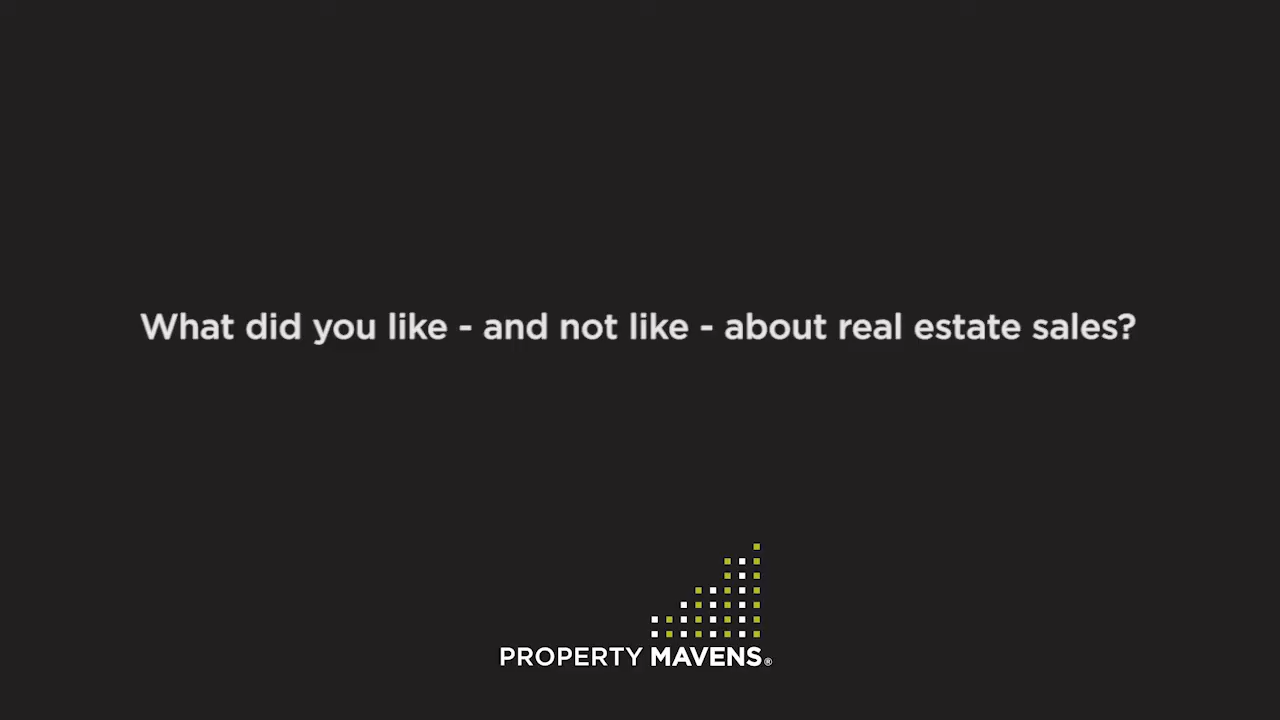 What did you like - and not like - about real estate sales?
PROPERTY MAVENS®